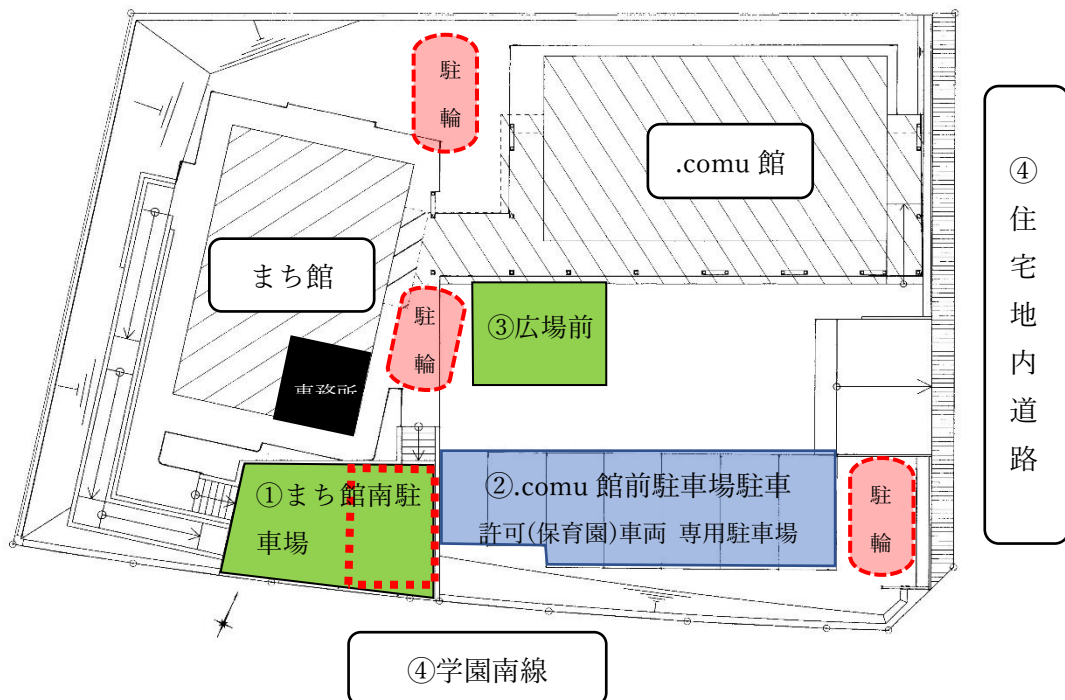 駐
輪
.comu 館
④
住
宅
地
内
道
路
まち館
駐
輪
③広場前
事務所
①まち館南駐
車場
②.comu 館前駐車場駐車
許可(保育園)車両 専用駐車場
駐
輪
④学園南線